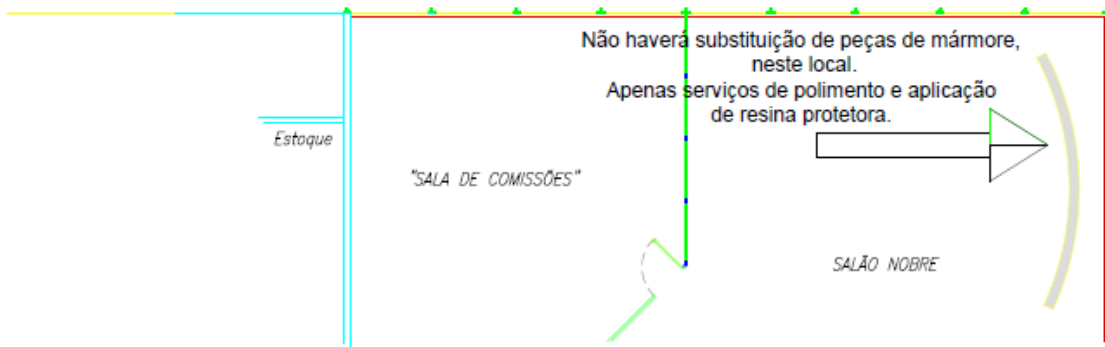 Não haverá substituição de peças de mármore,
neste local.
Apenas serviços de polimento e aplicação
de resina protetora.
Estoque
"SALA DE COMISSÕES"
SALÃO NOBRE